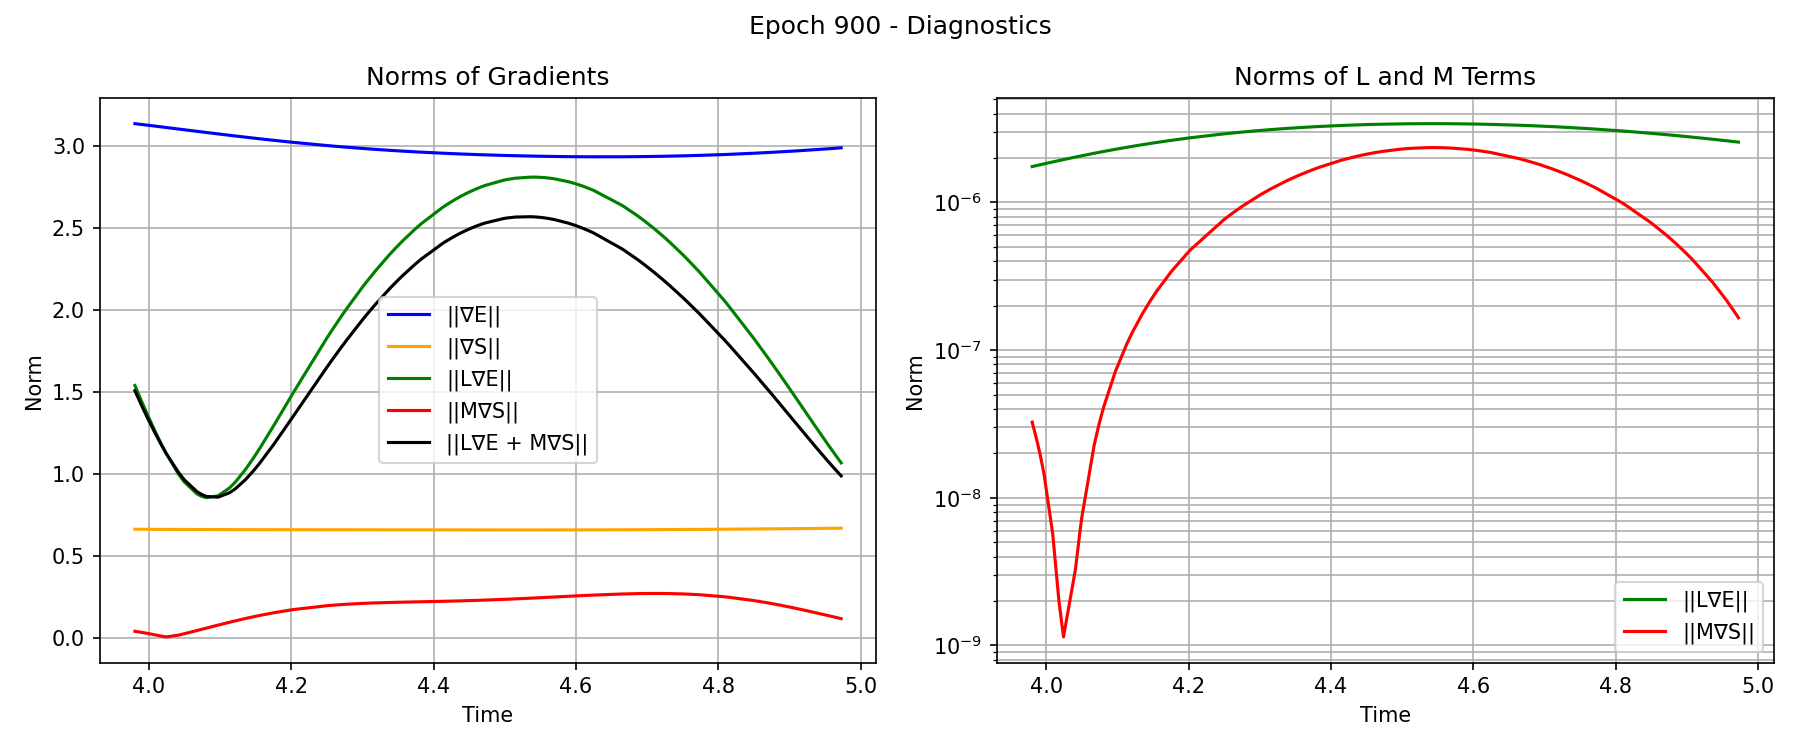 Epoch 900 - Diagnostics
Norms of Gradients
Norm
3.0
2.5
2.0
1.5
1.0
0.5
0.0
||∇E||
||∇S||
||L∇E||
||M∇S||
||L∇E + M∇S||
4.0 4.2 4.4 4.6 4.8 5.0
Time
Norms of L and M Terms
Norm
10⁻⁶
10⁻⁷
10⁻⁸
10⁻⁹
||L∇E||
||M∇S||
4.0 4.2 4.4 4.6 4.8 5.0
Time